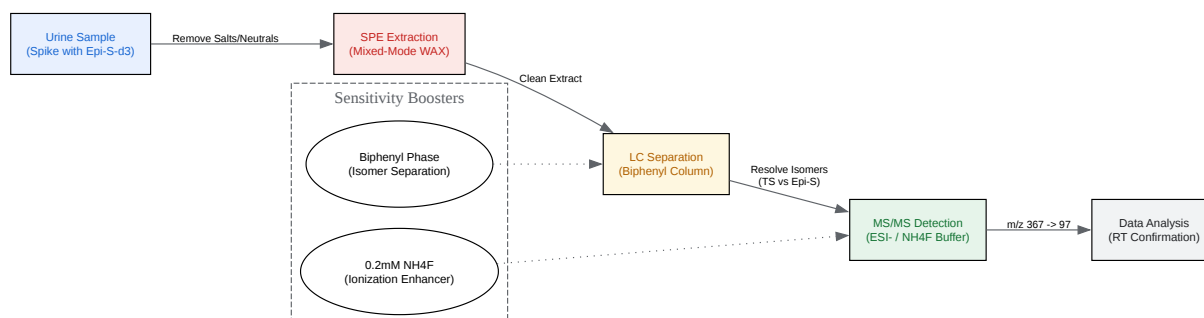 Urine Sample
(Spike with Epi-S-d3)
Remove Salts/Neutrals
SPE Extraction
(Mixed-Mode WAX)
Clean Extract
Sensitivity Boosters
Biphenyl Phase
(Isomer Separation)
0.2mM NH4F
(Ionization Enhancer)
LC Separation
(Biphenyl Column)
Resolve Isomers
(TS vs Epi-S)
MS/MS Detection
(ESI- / NH4F Buffer)
m/z 367 -> 97
Data Analysis
(RT Confirmation)